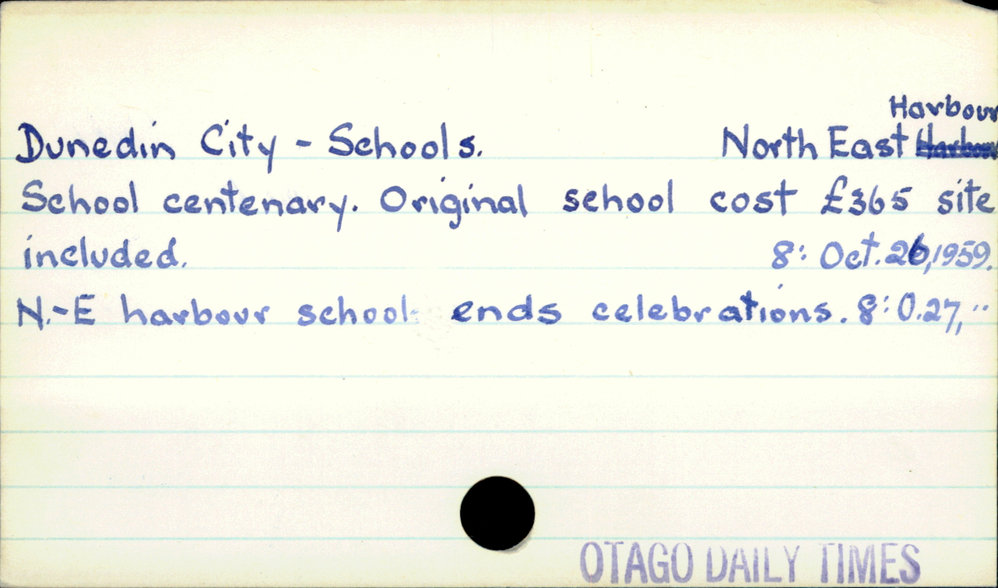 Harbour
Dunedin City - Schools. North East Harbour
School centenary. Original school cost £365 site
included. 8: Oct. 26, 1959.
N.-E harbour school ends celebrations. 8: O.27, "
OTAGO DAILY TIMES